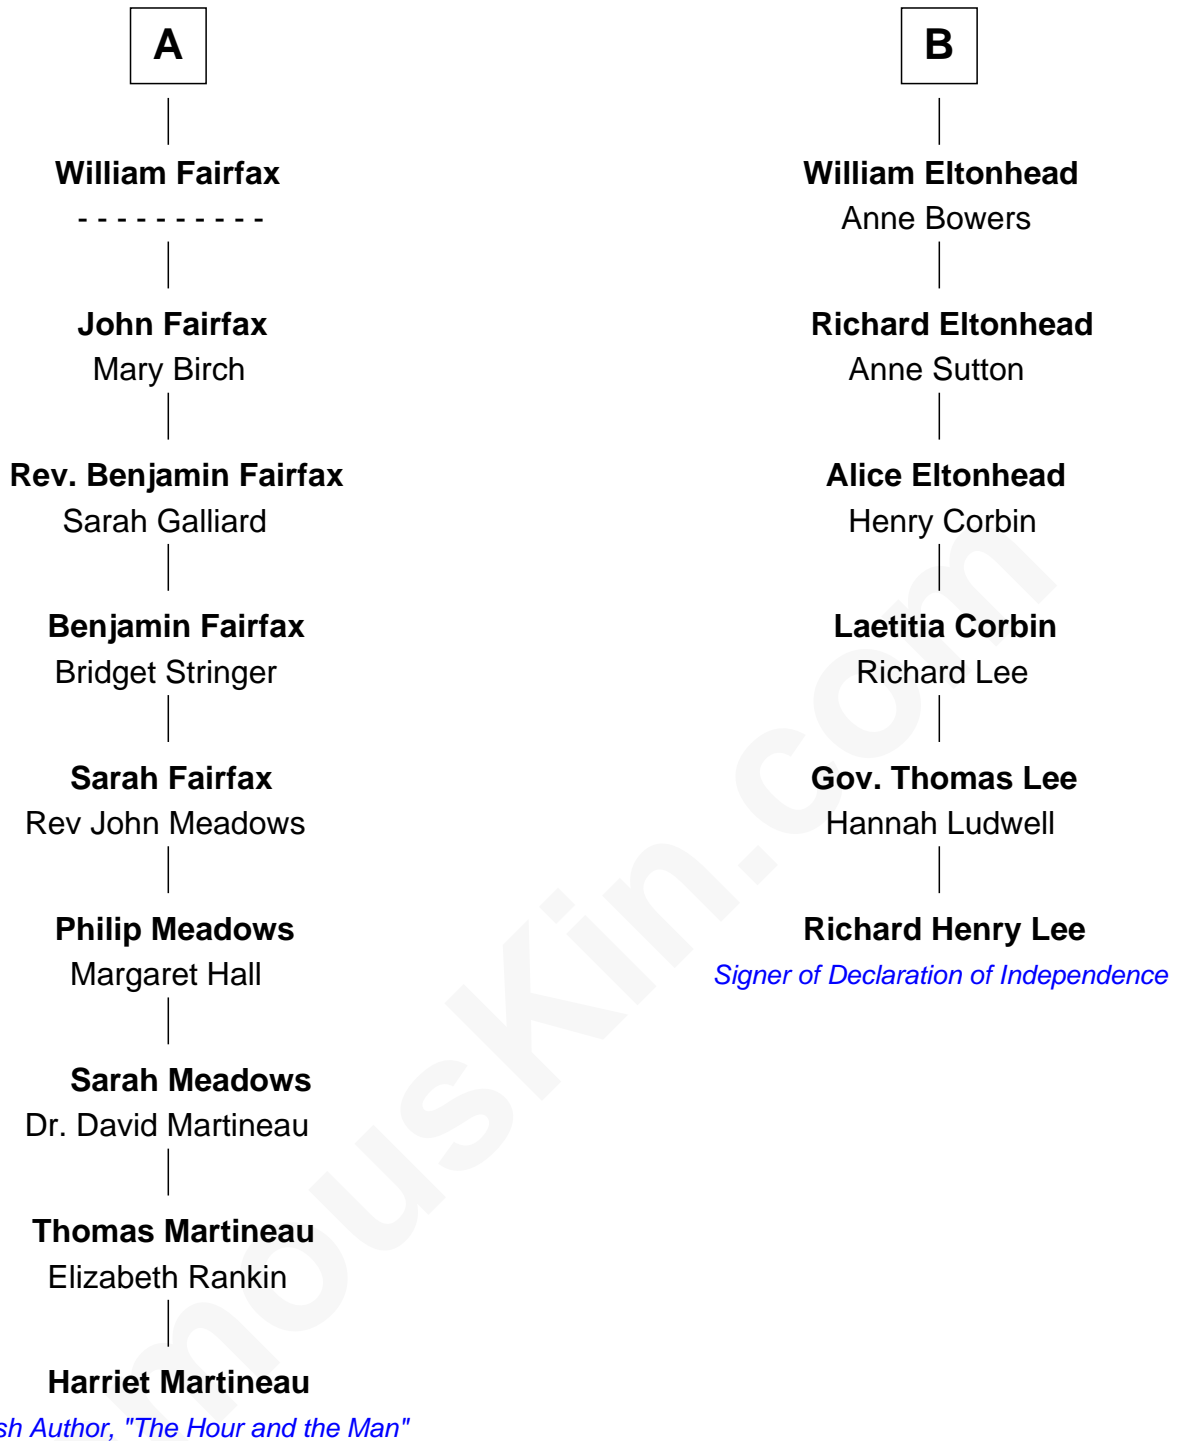 A
William Fairfax
- - - - - - - - - -
John Fairfax
Mary Birch
Rev. Benjamin Fairfax
Sarah Galliard
Benjamin Fairfax
Bridget Stringer
Sarah Fairfax
Rev John Meadows
Philip Meadows
Margaret Hall
Sarah Meadows
Dr. David Martineau
Thomas Martineau
Elizabeth Rankin
Harriet Martineau
sh Author, "The Hour and the Man"
B
William Eltonhead
Anne Bowers
Richard Eltonhead
Anne Sutton
Alice Eltonhead
Henry Corbin
Laetitia Corbin
Richard Lee
Gov. Thomas Lee
Hannah Ludwell
Richard Henry Lee
Signer of Declaration of Independence
mousKin.com